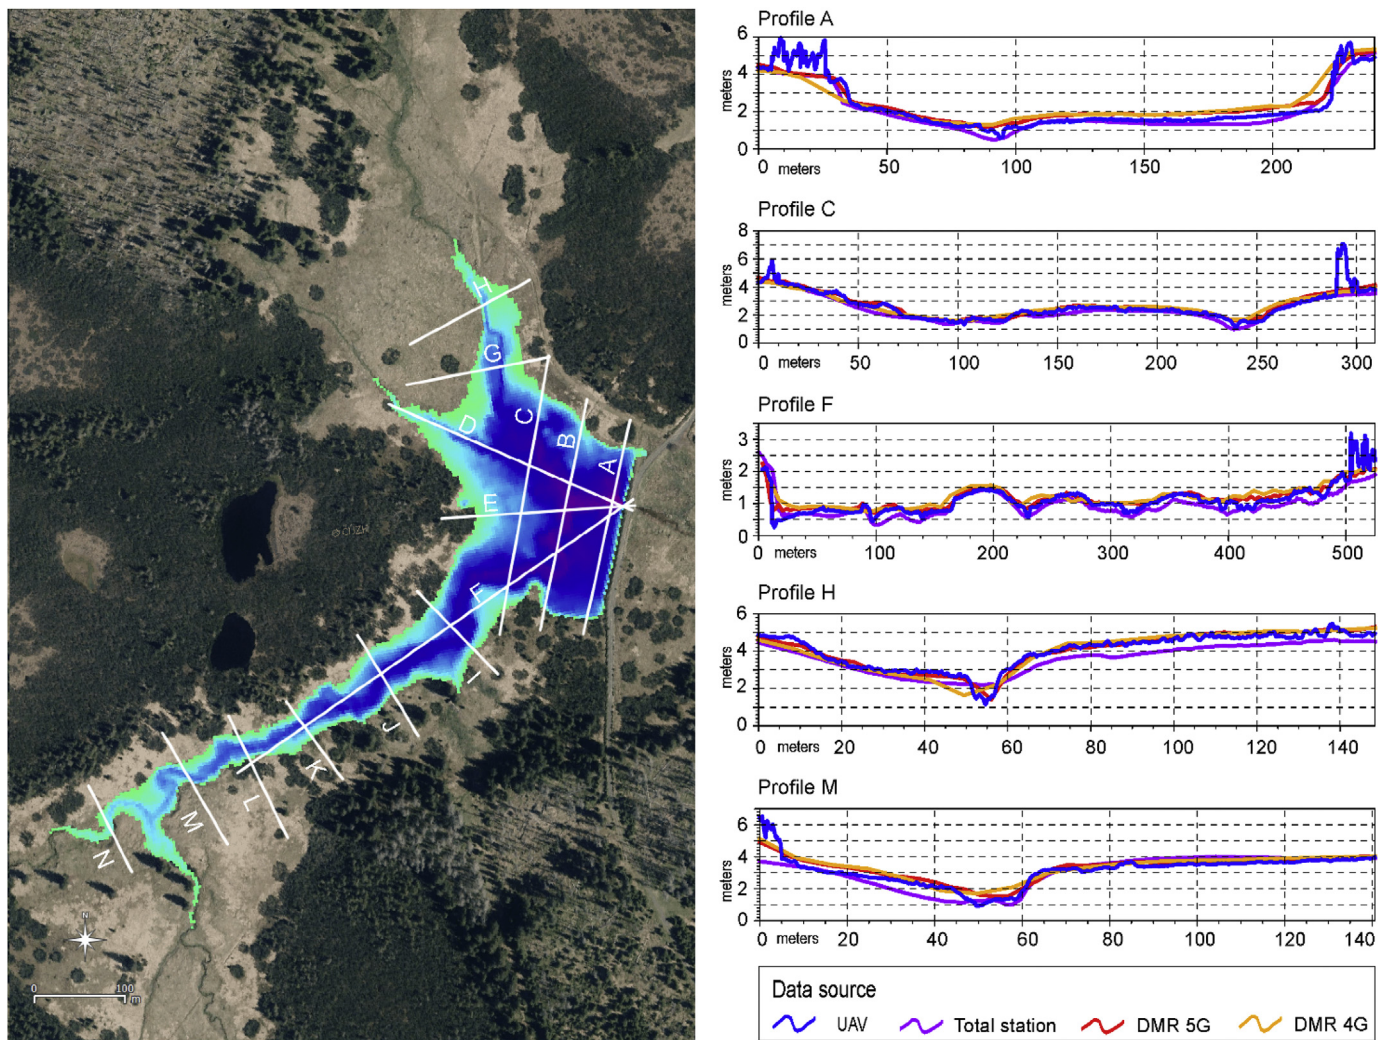 H
G
C
D
B
A
E
F
I
J
K
L
M
N
N
0 100
m
Profile A
6
4
2
0
meters
0 meters 50 100 150 200
Profile C
8
6
4
2
0
meters
0 50 100 150 200 250 300
meters
Profile F
3
2
1
0
meters
0 100 200 300 400 500
meters
Profile H
6
4
2
0
meters
0 meters 20 40 60 80 100 120 140
Profile M
6
4
2
0
meters
0 meters 20 40 60 80 100 120 140
Data source
UAV Total station DMR 5G DMR 4G